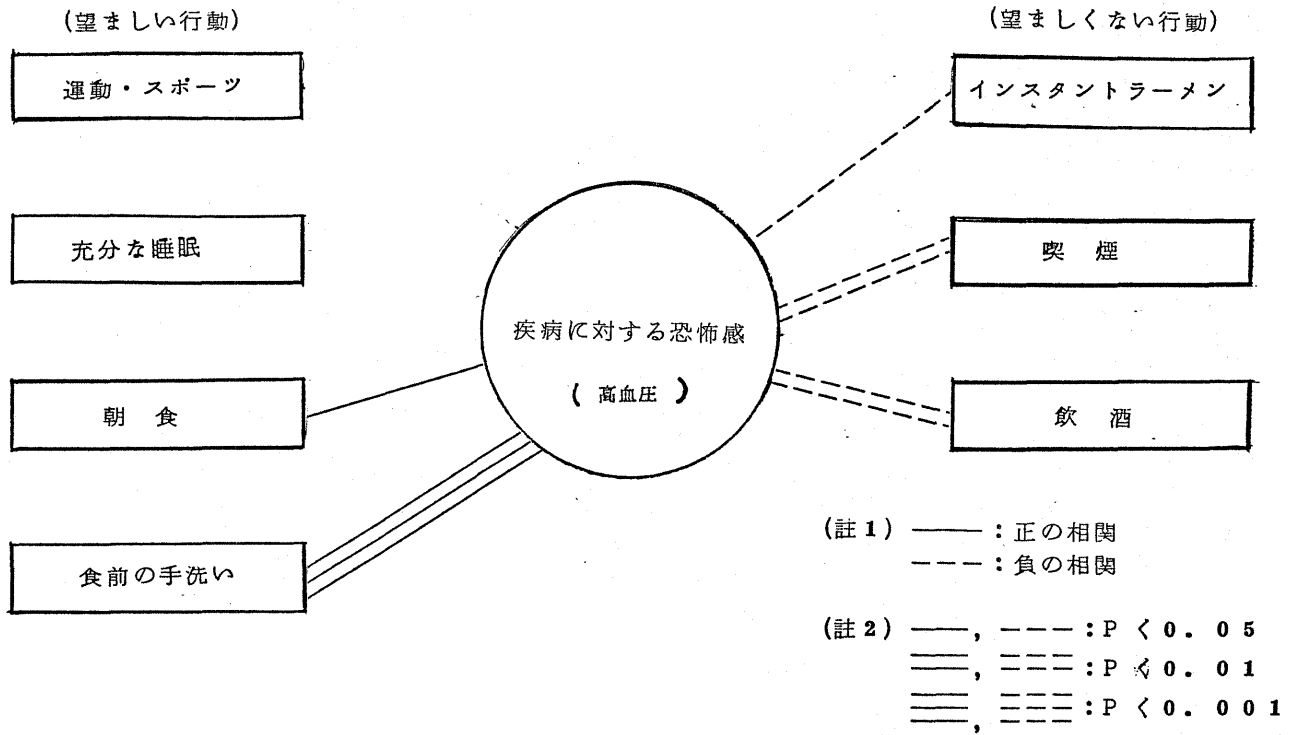 (望ましい行動)
運動・スポーツ
充分な睡眠
朝 食
食前の手洗い
疾病に対する恐怖感
( 高血圧 )
(望ましくない行動)
インスタントラーメン
喫 煙
飲 酒
(註1) ―― : 正の相関
--- : 負の相関
(註2) ――, --- : P < 0. 05
, : P < 0. 01
, : P < 0. 001